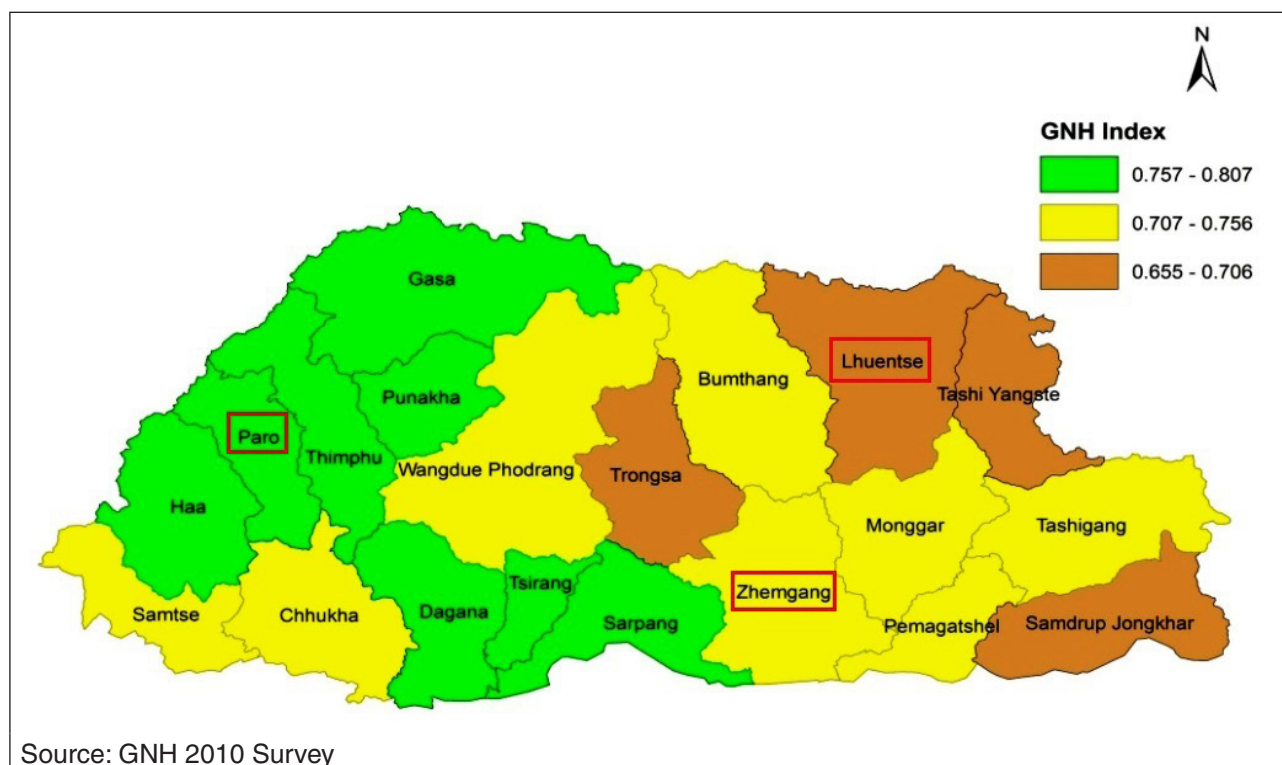 N
GNH Index
0.757 - 0.807
0.707 - 0.756
0.655 - 0.706
Gasa
Lhuentse
Bumthang
Tashi Yangste
Punakha
Paro
Thimphu
Wangdue Phodrang
Trongsa
Haa
Monggar
Tashigang
Tsirang
Zhemgang
Samtse
Chhukha
Dagana
Sarpang
Pemagatshel
Samdrup Jongkhar
Source: GNH 2010 Survey